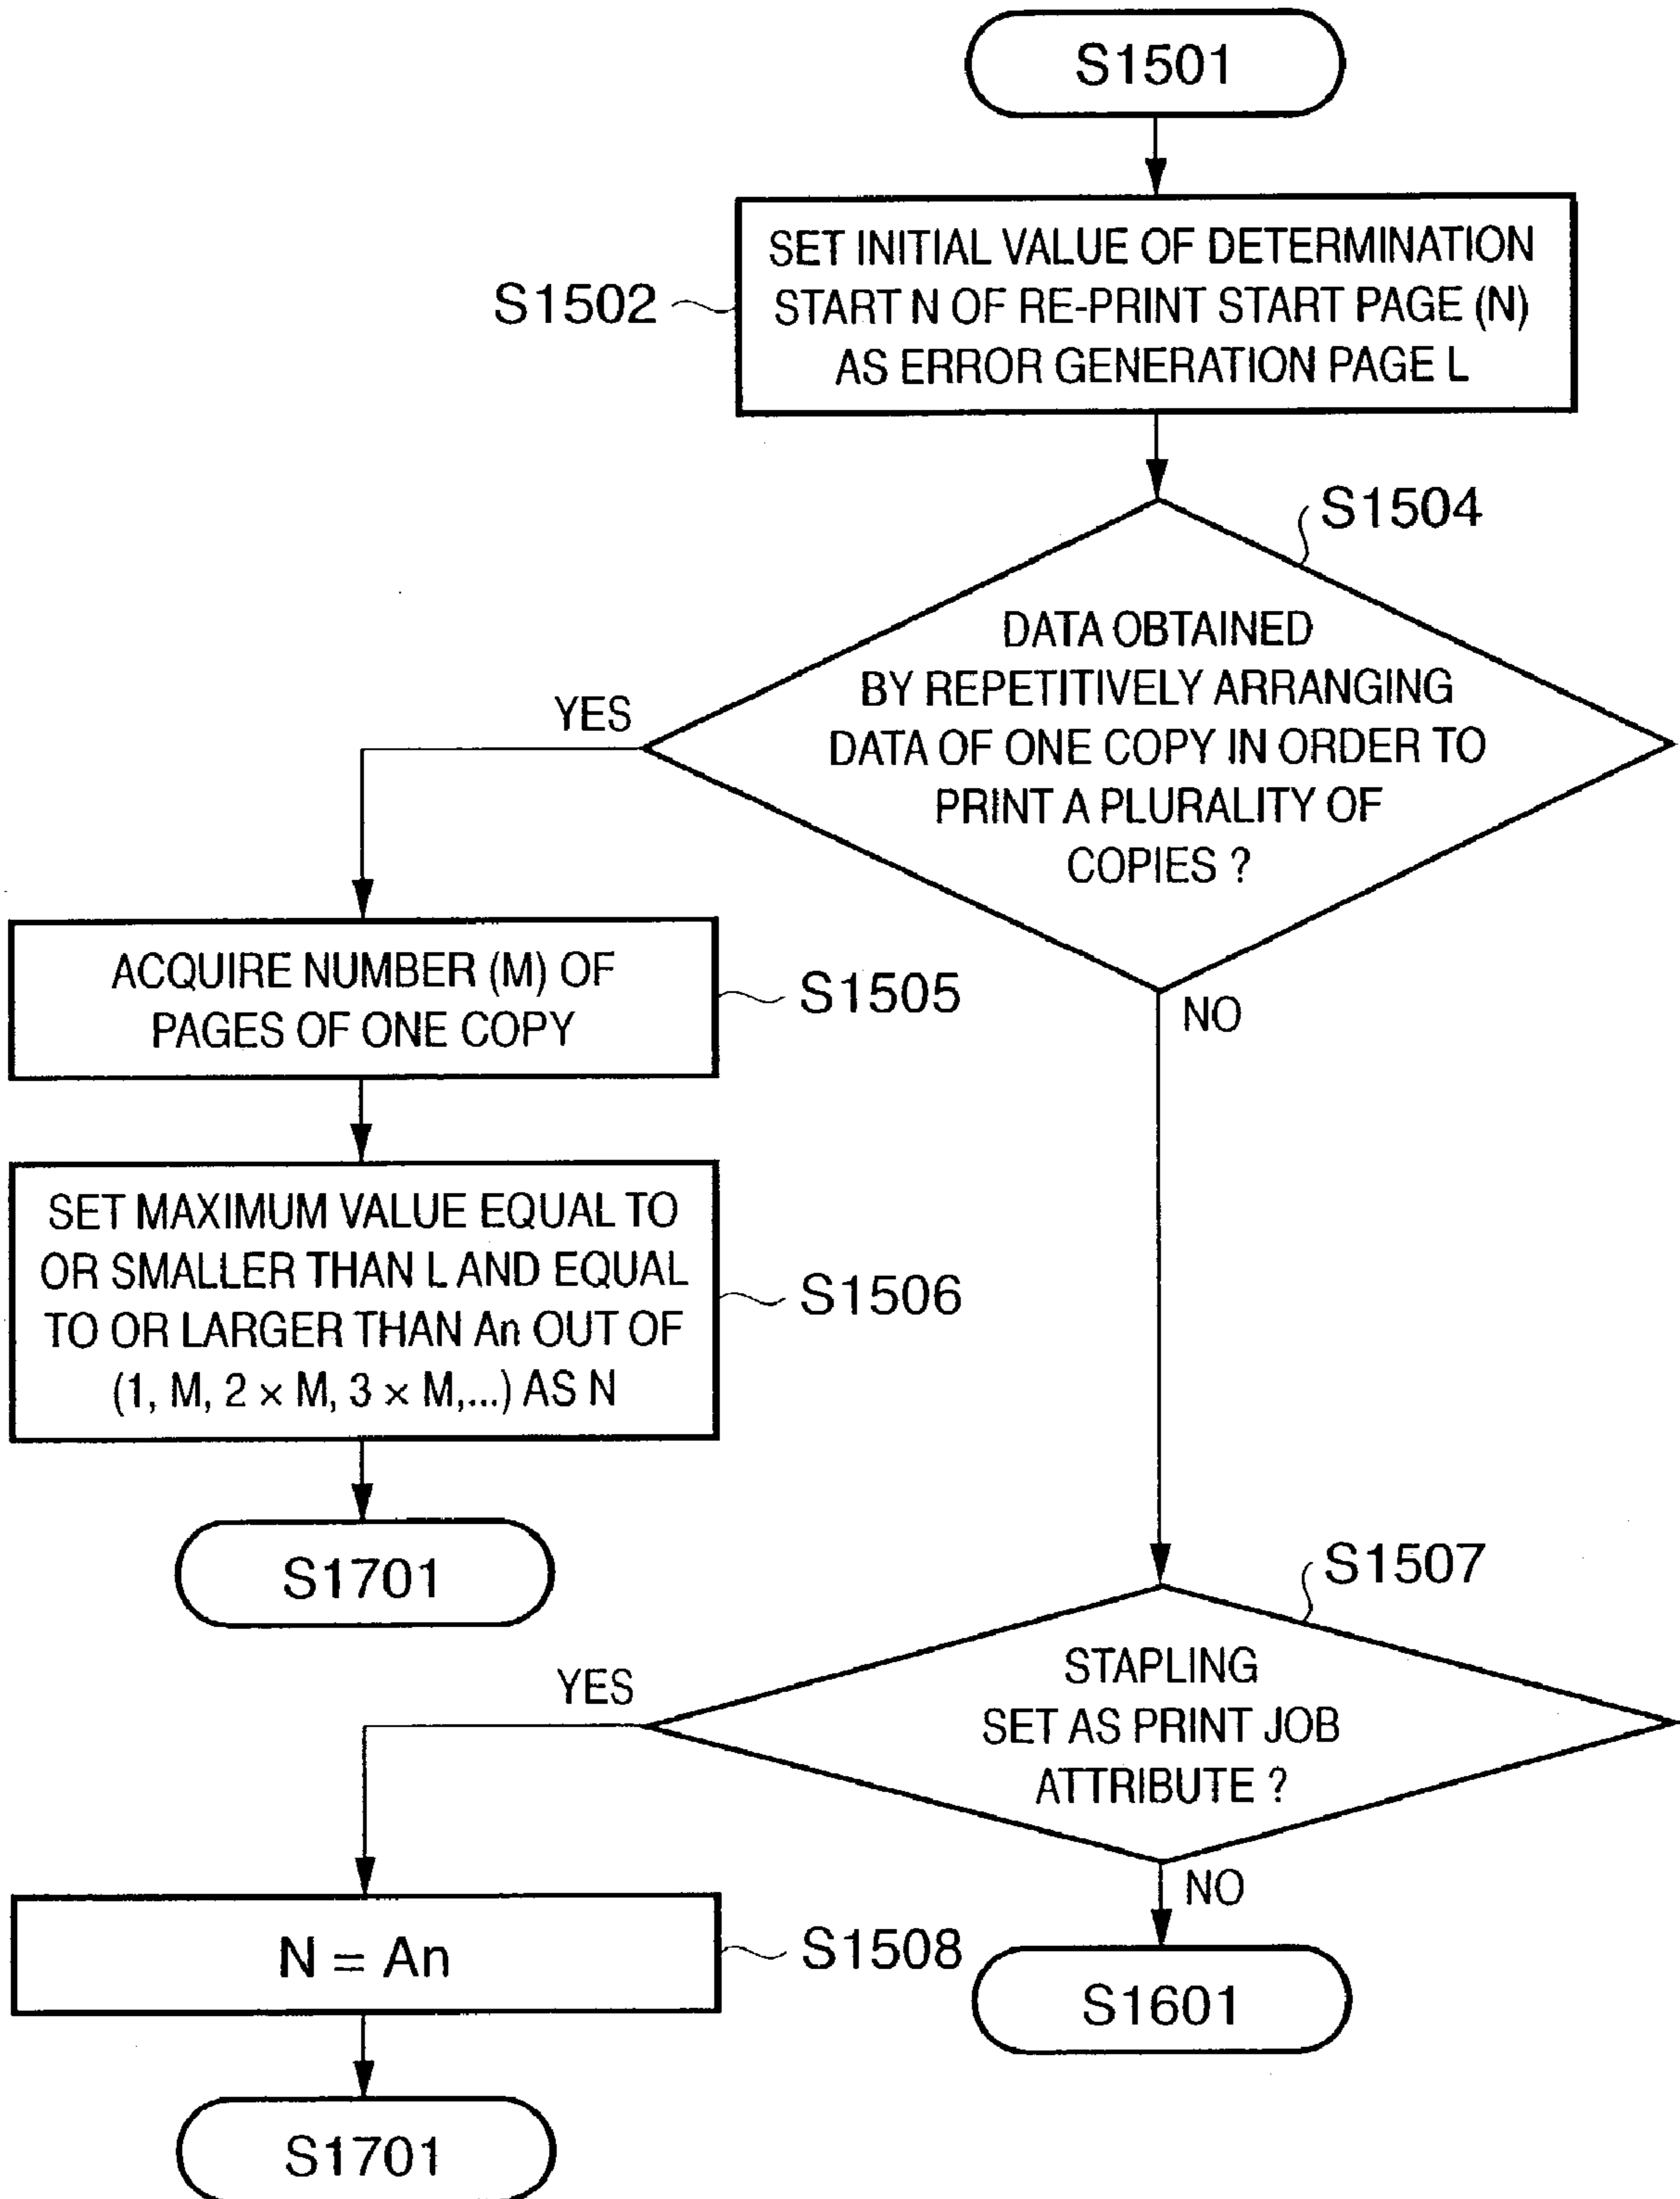 S1501
SET INITIAL VALUE OF DETERMINATION
START N OF RE-PRINT START PAGE (N)
AS ERROR GENERATION PAGE L
S1502
S1504
DATA OBTAINED
BY REPETITIVELY ARRANGING
DATA OF ONE COPY IN ORDER TO
PRINT A PLURALITY OF
COPIES ?
YES
NO
ACQUIRE NUMBER (M) OF
PAGES OF ONE COPY
S1505
SET MAXIMUM VALUE EQUAL TO
OR SMALLER THAN L AND EQUAL
TO OR LARGER THAN An OUT OF
(1, M, 2 × M, 3 × M,...) AS N
S1506
S1701
S1507
STAPLING
SET AS PRINT JOB
ATTRIBUTE ?
YES
NO
N = An
S1508
S1601
S1701